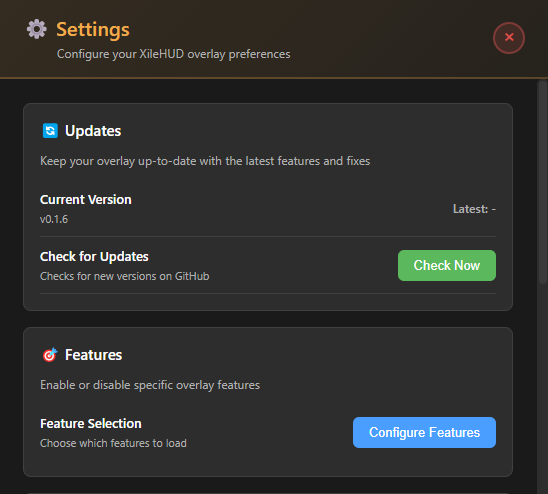 Settings
Configure your XileHUD overlay preferences
×
Updates
Keep your overlay up-to-date with the latest features and fixes
Current Version
v0.1.6
Latest: -
Check for Updates
Checks for new versions on GitHub
Check Now
Features
Enable or disable specific overlay features
Feature Selection
Choose which features to load
Configure Features